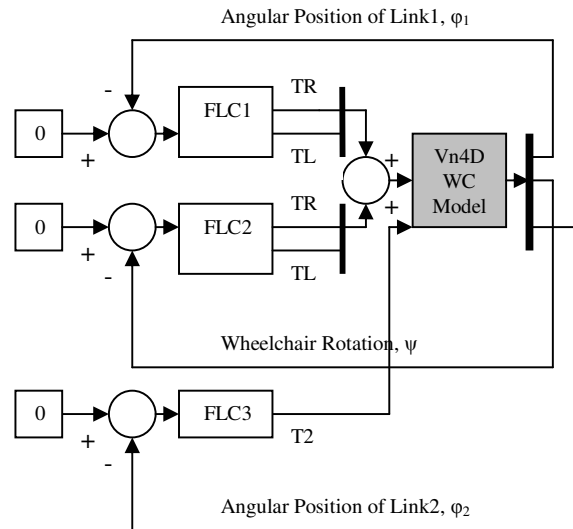 Angular Position of Link1, φ1
-
TR
0
FLC1
+
TL
+
Vn4D
WC
Model
+
TR
0
FLC2
+
-
TL
Wheelchair Rotation, ψ
0
FLC3
+
-
T2
Angular Position of Link2, φ2